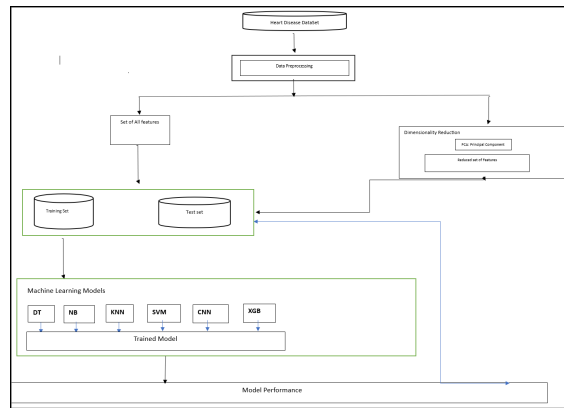 Heart Disease Dataset
Data Preprocessing
Set of All features
Dimensionality Reduction
PCA: Principal Component
Reduced set of Features
Training Set
Test set
Machine Learning Models
DT
NB
KNN
SVM
CNN
XGB
Trained Model
Model Performance